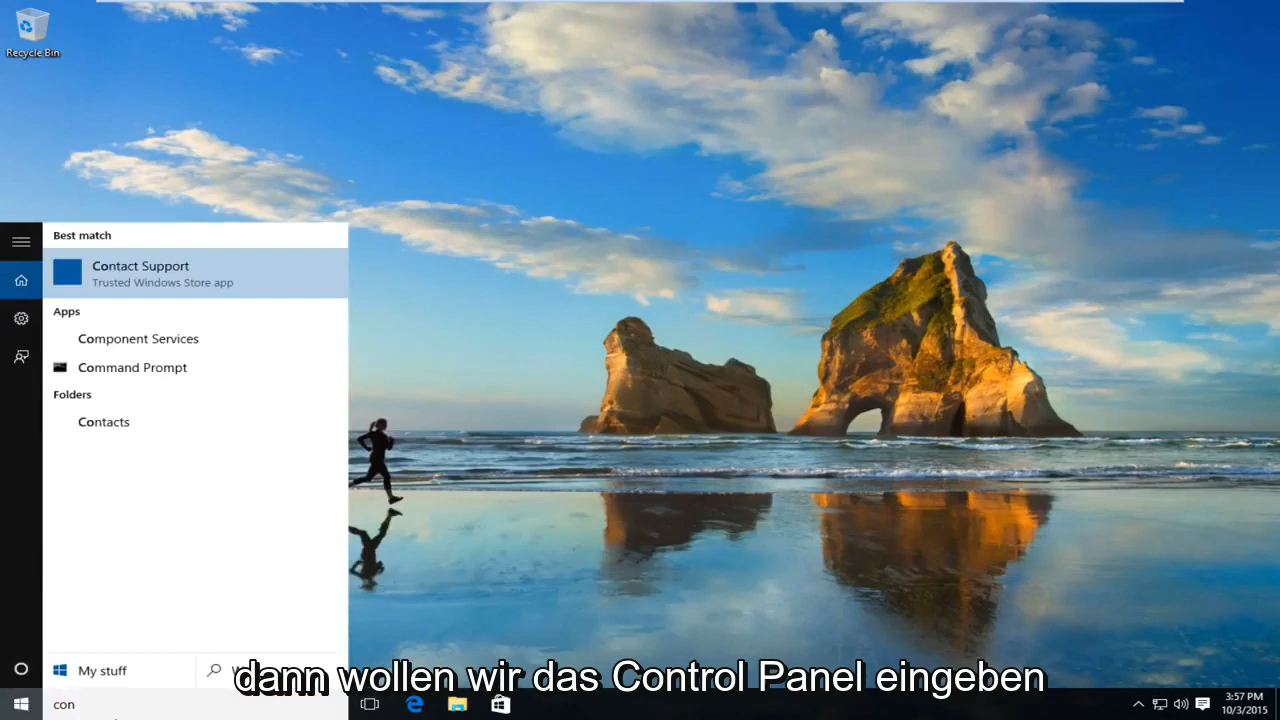 Recycle Bin
Best match
Contact Support
Trusted Windows Store app
Apps
Component Services
Command Prompt
Folders
Contacts
My stuff
dann wollen wir das Control Panel eingeben
con
3:57 PM
10/3/2015